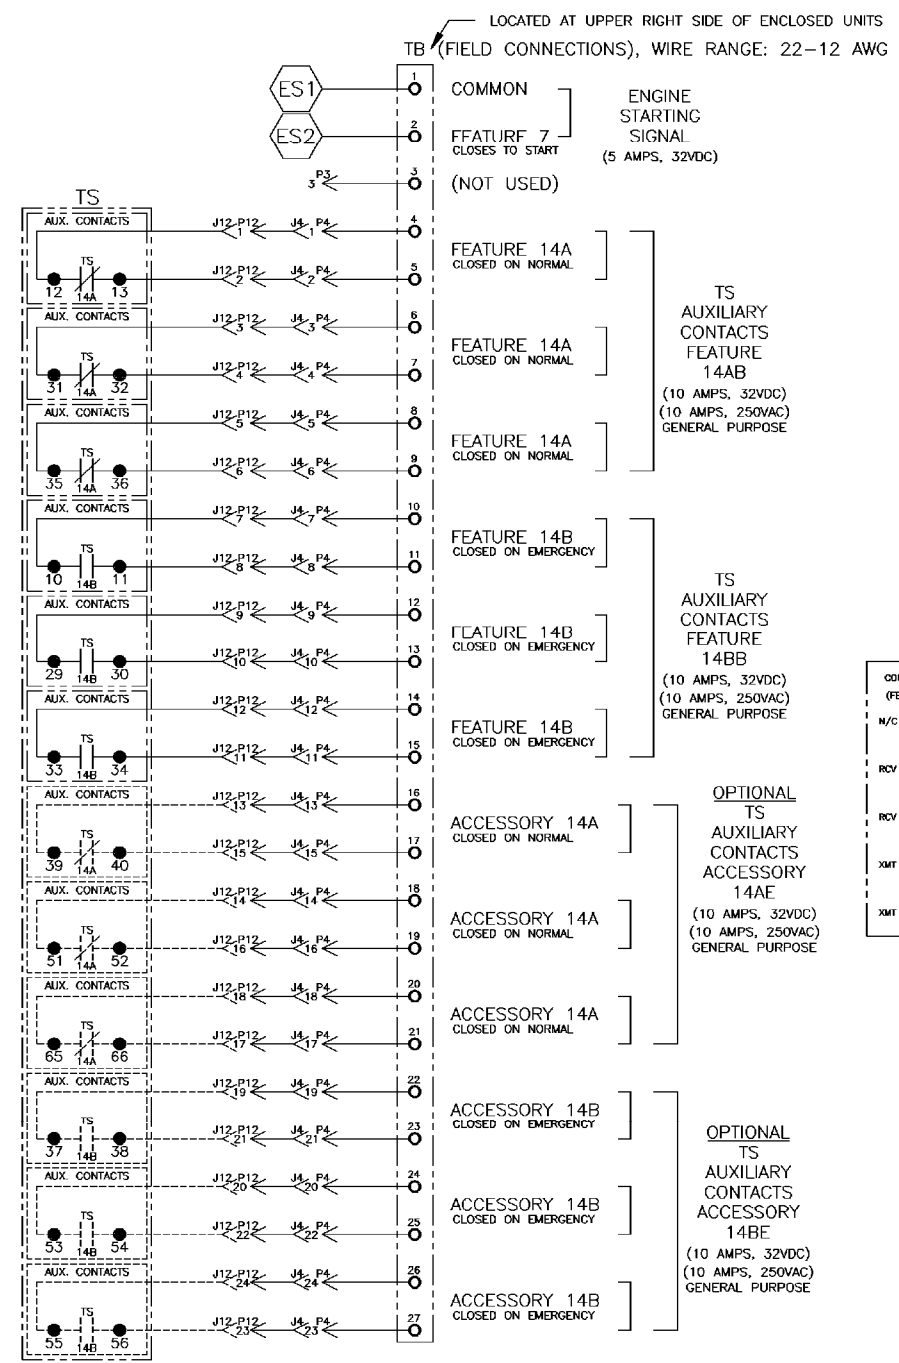 LOCATED AT UPPER RIGHT SIDE OF ENCLOSED UNITS
TB (FIELD CONNECTIONS), WIRE RANGE: 22-12 AWG
ES1 1 COMMON
ES2 2 FEATURE 7
CLOSES TO START
ENGINE
STARTING
SIGNAL
(5 AMPS, 32VDC)
3 P3 3 (NOT USED)
TS
AUX. CONTACTS
J12 P12 1 J4 P4 1 4
FEATURE 14A
CLOSED ON NORMAL
TS
12 14A 13
J12 P12 2 J4 P4 2 5
AUX. CONTACTS
J12 P12 3 J4 P4 3 6
FEATURE 14A
CLOSED ON NORMAL
TS
31 14A 32
J12 P12 4 J4 P4 4 7
AUX. CONTACTS
J12 P12 5 J4 P4 5 8
FEATURE 14A
CLOSED ON NORMAL
TS
35 14A 36
J12 P12 6 J4 P4 6 9
TS
AUXILIARY
CONTACTS
FEATURE
14AB
(10 AMPS, 32VDC)
(10 AMPS, 250VAC)
GENERAL PURPOSE
AUX. CONTACTS
J12 P12 7 J4 P4 7 10
FEATURE 14B
CLOSED ON EMERGENCY
TS
10 14B 11
J12 P12 8 J4 P4 8 11
AUX. CONTACTS
J12 P12 9 J4 P4 9 12
FEATURE 14B
CLOSED ON EMERGENCY
TS
29 14B 30
J12 P12 10 J4 P4 10 13
AUX. CONTACTS
J12 P12 12 J4 P4 12 14
FEATURE 14B
CLOSED ON EMERGENCY
TS
33 14B 34
J12 P12 11 J4 P4 11 15
TS
AUXILIARY
CONTACTS
FEATURE
14BB
(10 AMPS, 32VDC)
(10 AMPS, 250VAC)
GENERAL PURPOSE
N/C
RCV
RCV
XMT
XMT
AUX. CONTACTS
J12 P12 13 J4 P4 13 16
ACCESSORY 14A
CLOSED ON NORMAL
TS
39 14A 40
J12 P12 15 J4 P4 15 17
AUX. CONTACTS
J12 P12 14 J4 P4 14 18
ACCESSORY 14A
CLOSED ON NORMAL
TS
51 14A 52
J12 P12 16 J4 P4 16 19
AUX. CONTACTS
J12 P12 18 J4 P4 18 20
ACCESSORY 14A
CLOSED ON NORMAL
TS
65 14A 66
J12 P12 17 J4 P4 17 21
OPTIONAL
TS
AUXILIARY
CONTACTS
ACCESSORY
14AE
(10 AMPS, 32VDC)
(10 AMPS, 250VAC)
GENERAL PURPOSE
AUX. CONTACTS
J12 P12 19 J4 P4 19 22
ACCESSORY 14B
CLOSED ON EMERGENCY
TS
37 14B 38
J12 P12 21 J4 P4 21 23
AUX. CONTACTS
J12 P12 20 J4 P4 20 24
ACCESSORY 14B
CLOSED ON EMERGENCY
TS
53 14B 54
J12 P12 22 J4 P4 22 25
AUX. CONTACTS
J12 P12 24 J4 P4 24 26
ACCESSORY 14B
CLOSED ON EMERGENCY
TS
55 14B 56
J12 P12 23 J4 P4 23 27
OPTIONAL
TS
AUXILIARY
CONTACTS
ACCESSORY
14BE
(10 AMPS, 32VDC)
(10 AMPS, 250VAC)
GENERAL PURPOSE